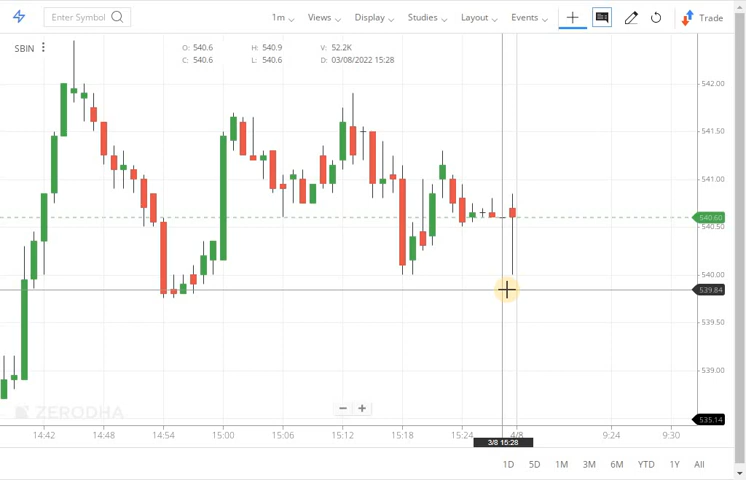 Enter Symbol 1m Views Display Studies Layout Events Trade
SBIN
O: 540.6 H: 540.9 V: 52.2K
C: 540.6 L: 540.6 D: 03/08/2022 15:28
542.00
541.50
541.00
540.60
540.50
540.00
539.84
539.50
539.00
ZERODHA
535.14
14:42 14:48 14:54 15:00 15:06 15:12 15:18 15:24 4/8 9:24 9:30
3/8 15:28
1D 5D 1M 3M 6M YTD 1Y All